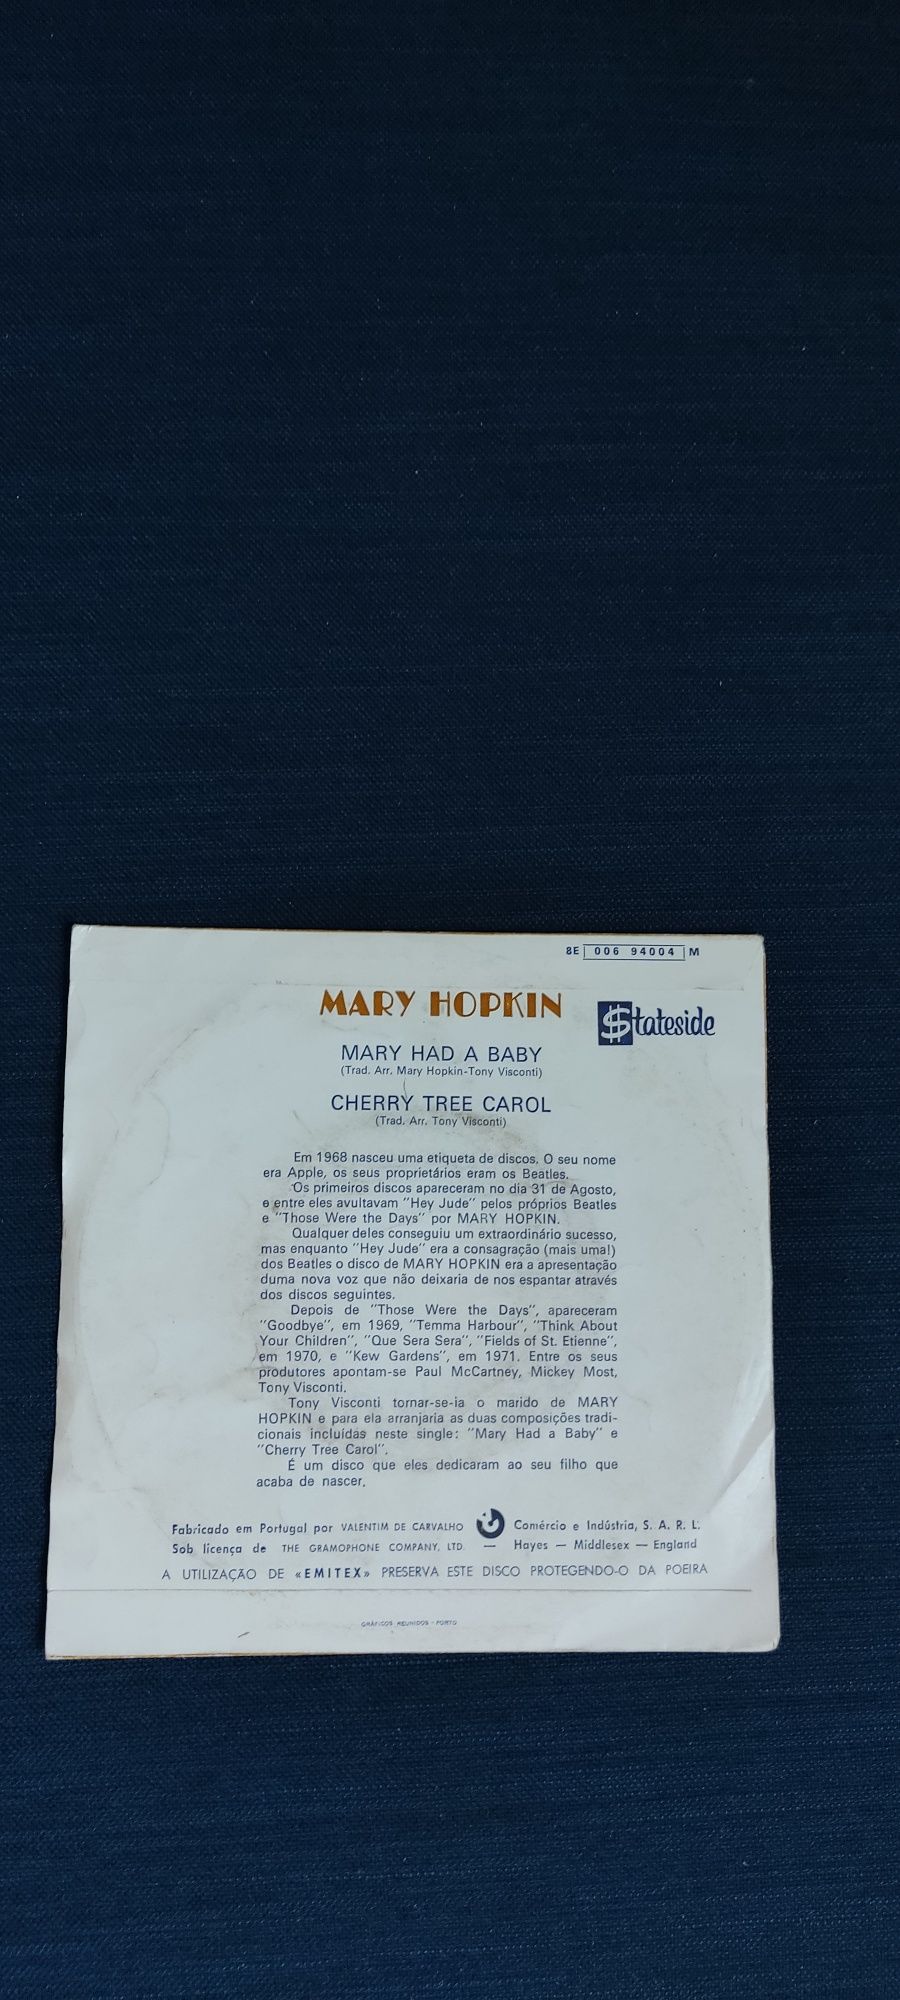 8E 006 94004 M
MARY HOPKIN
$tateside
MARY HAD A BABY
(Trad. Arr. Mary Hopkin-Tony Visconti)
CHERRY TREE CAROL
(Trad. Arr. Tony Visconti)
Em 1968 nasceu uma etiqueta de discos. O seu nome
era Apple, os seus proprietários eram os Beatles.
Os primeiros discos apareceram no dia 31 de Agosto,
e entre eles avultavam "Hey Jude" pelos próprios Beatles
e "Those Were the Days" por MARY HOPKIN.
Qualquer deles conseguiu um extraordinário sucesso,
mas enquanto "Hey Jude" era a consagração (mais uma!)
dos Beatles o disco de MARY HOPKIN era a apresentação
duma nova voz que não deixaria de nos espantar através
dos discos seguintes.
Depois de "Those Were the Days", apareceram
"Goodbye", em 1969, "Temma Harbour", "Think About
Your Children", "Que Sera Sera", "Fields of St. Etienne",
em 1970, e "Kew Gardens", em 1971. Entre os seus
produtores apontam-se Paul McCartney, Mickey Most,
Tony Visconti.
Tony Visconti tornar-se-ia o marido de MARY
HOPKIN e para ela arranjaria as duas composições tradi-
cionais incluídas neste single: "Mary Had a Baby" e
"Cherry Tree Carol".
É um disco que eles dedicaram ao seu filho que
acaba de nascer.
Fabricado em Portugal por VALENTIM DE CARVALHO Comércio e Indústria, S. A. R. L.
Sob licença de THE GRAMOPHONE COMPANY, LTD. — Hayes — Middlesex — England
A UTILIZAÇÃO DE «EMITEX» PRESERVA ESTE DISCO PROTEGENDO-O DA POEIRA
GRÁFICOS REUNIDOS - PORTO